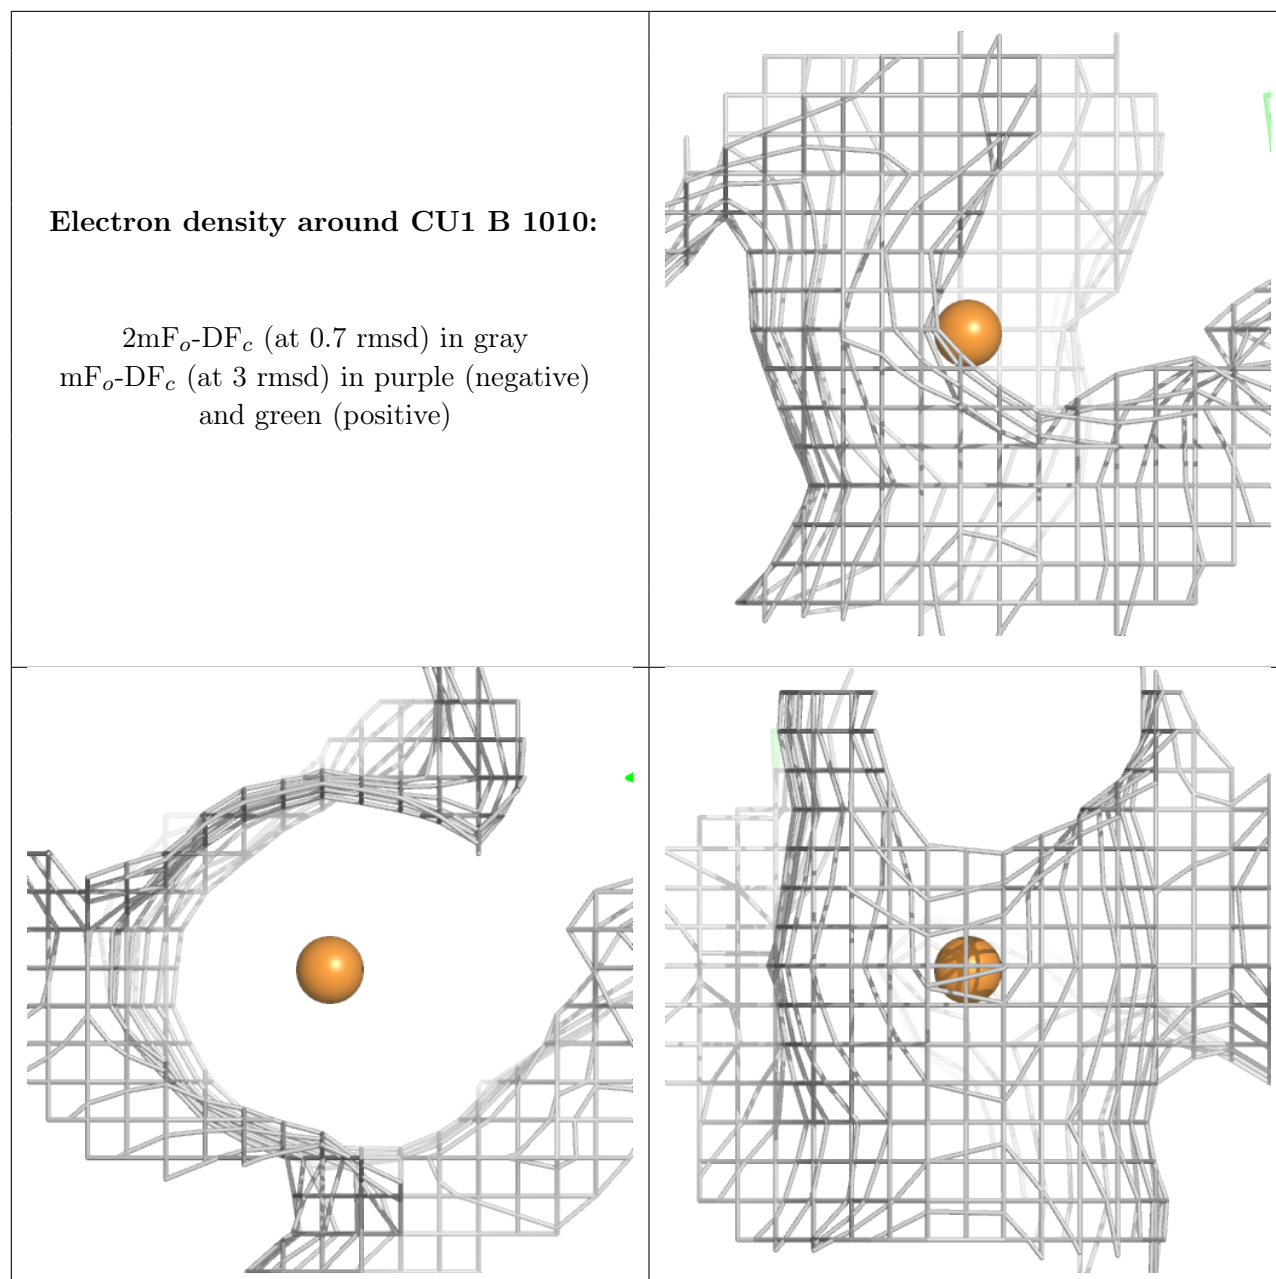 Electron density around CU1 B 1010:
2mFo-DFc (at 0.7 rmsd) in gray
mFo-DFc (at 3 rmsd) in purple (negative)
and green (positive)